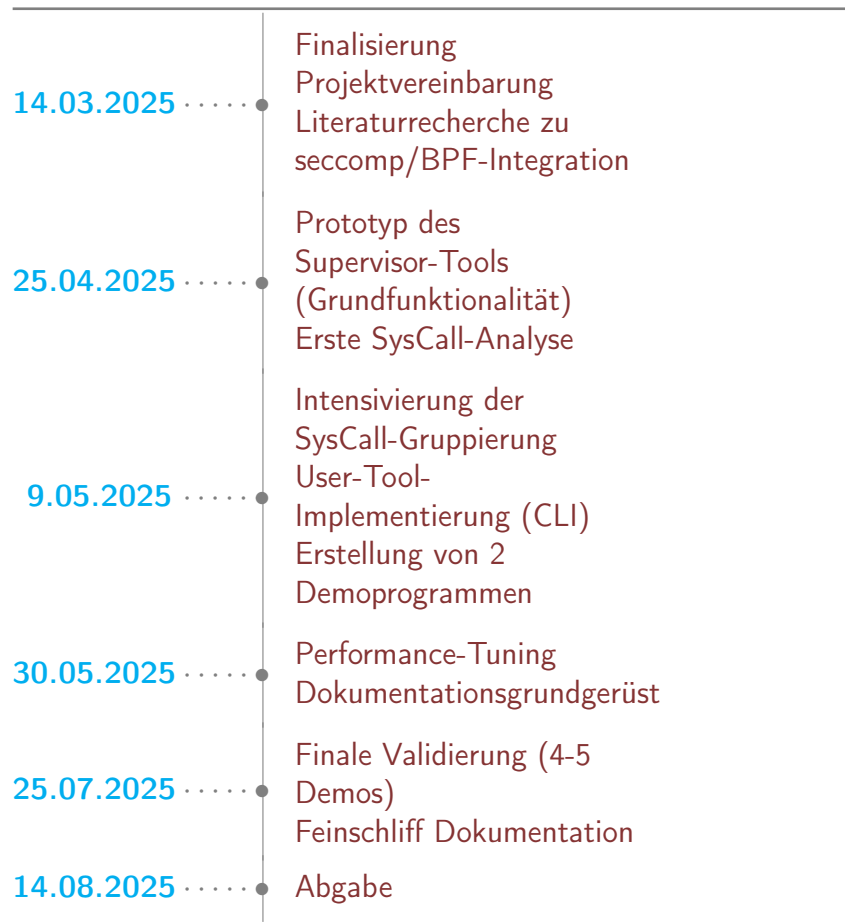 14.03.2025
Finalisierung
Projektvereinbarung
Literaturrecherche zu
seccomp/BPF-Integration
25.04.2025
Prototyp des
Supervisor-Tools
(Grundfunktionalität)
Erste SysCall-Analyse
9.05.2025
Intensivierung der
SysCall-Gruppierung
User-Tool-
Implementierung (CLI)
Erstellung von 2
Demoprogrammen
30.05.2025
Performance-Tuning
Dokumentationsgrundgerüst
25.07.2025
Finale Validierung (4-5
Demos)
Feinschliff Dokumentation
14.08.2025
Abgabe